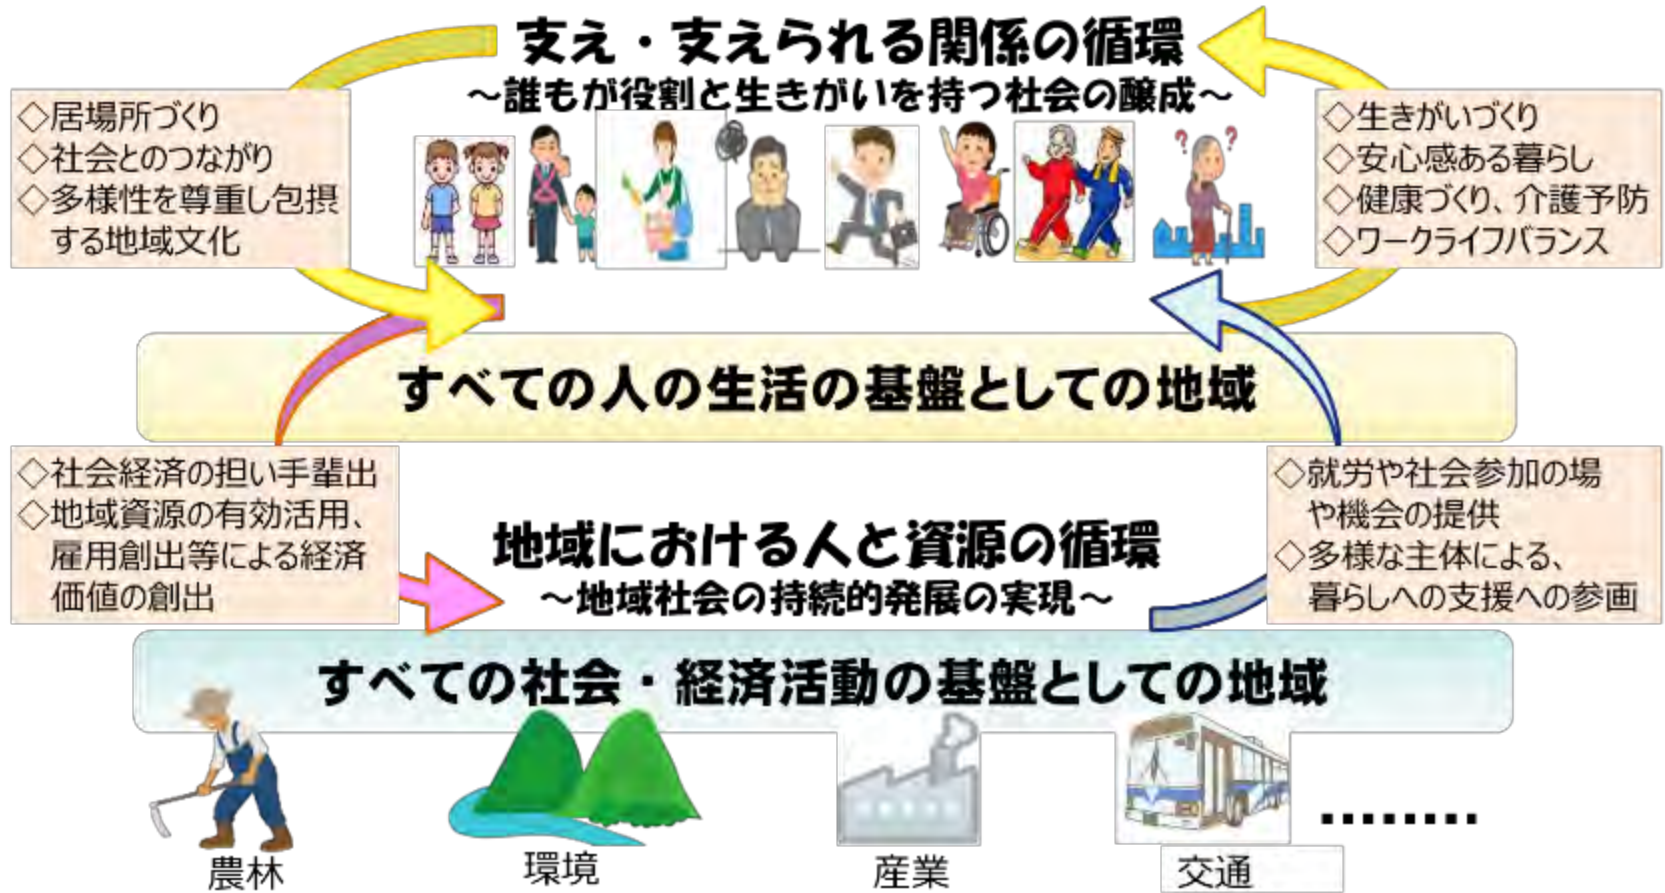 支え・支えられる関係の循環
～誰もが役割と生きがいを持つ社会の醸成～
◇居場所づくり
◇社会とのつながり
◇多様性を尊重し包摂
する地域文化
◇生きがいづくり
◇安心感ある暮らし
◇健康づくり、介護予防
◇ワークライフバランス
? ?
すべての人の生活の基盤としての地域
◇社会経済の担い手輩出
◇地域資源の有効活用、
雇用創出等による経済
価値の創出
地域における人と資源の循環
～地域社会の持続的発展の実現～
◇就労や社会参加の場
や機会の提供
◇多様な主体による、
暮らしへの支援への参画
すべての社会・経済活動の基盤としての地域
農林
環境
産業
交通
‥‥‥‥